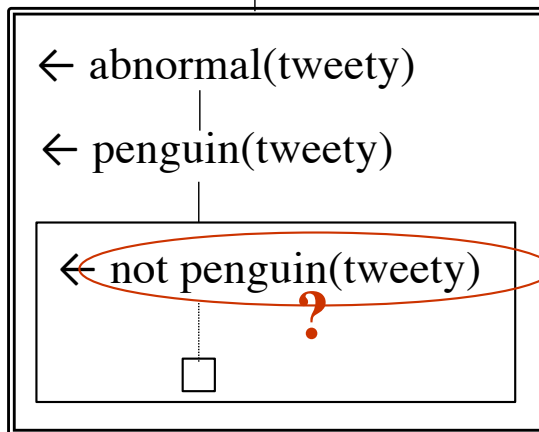 ← abnormal(tweety)
← penguin(tweety)
← not penguin(tweety)
?